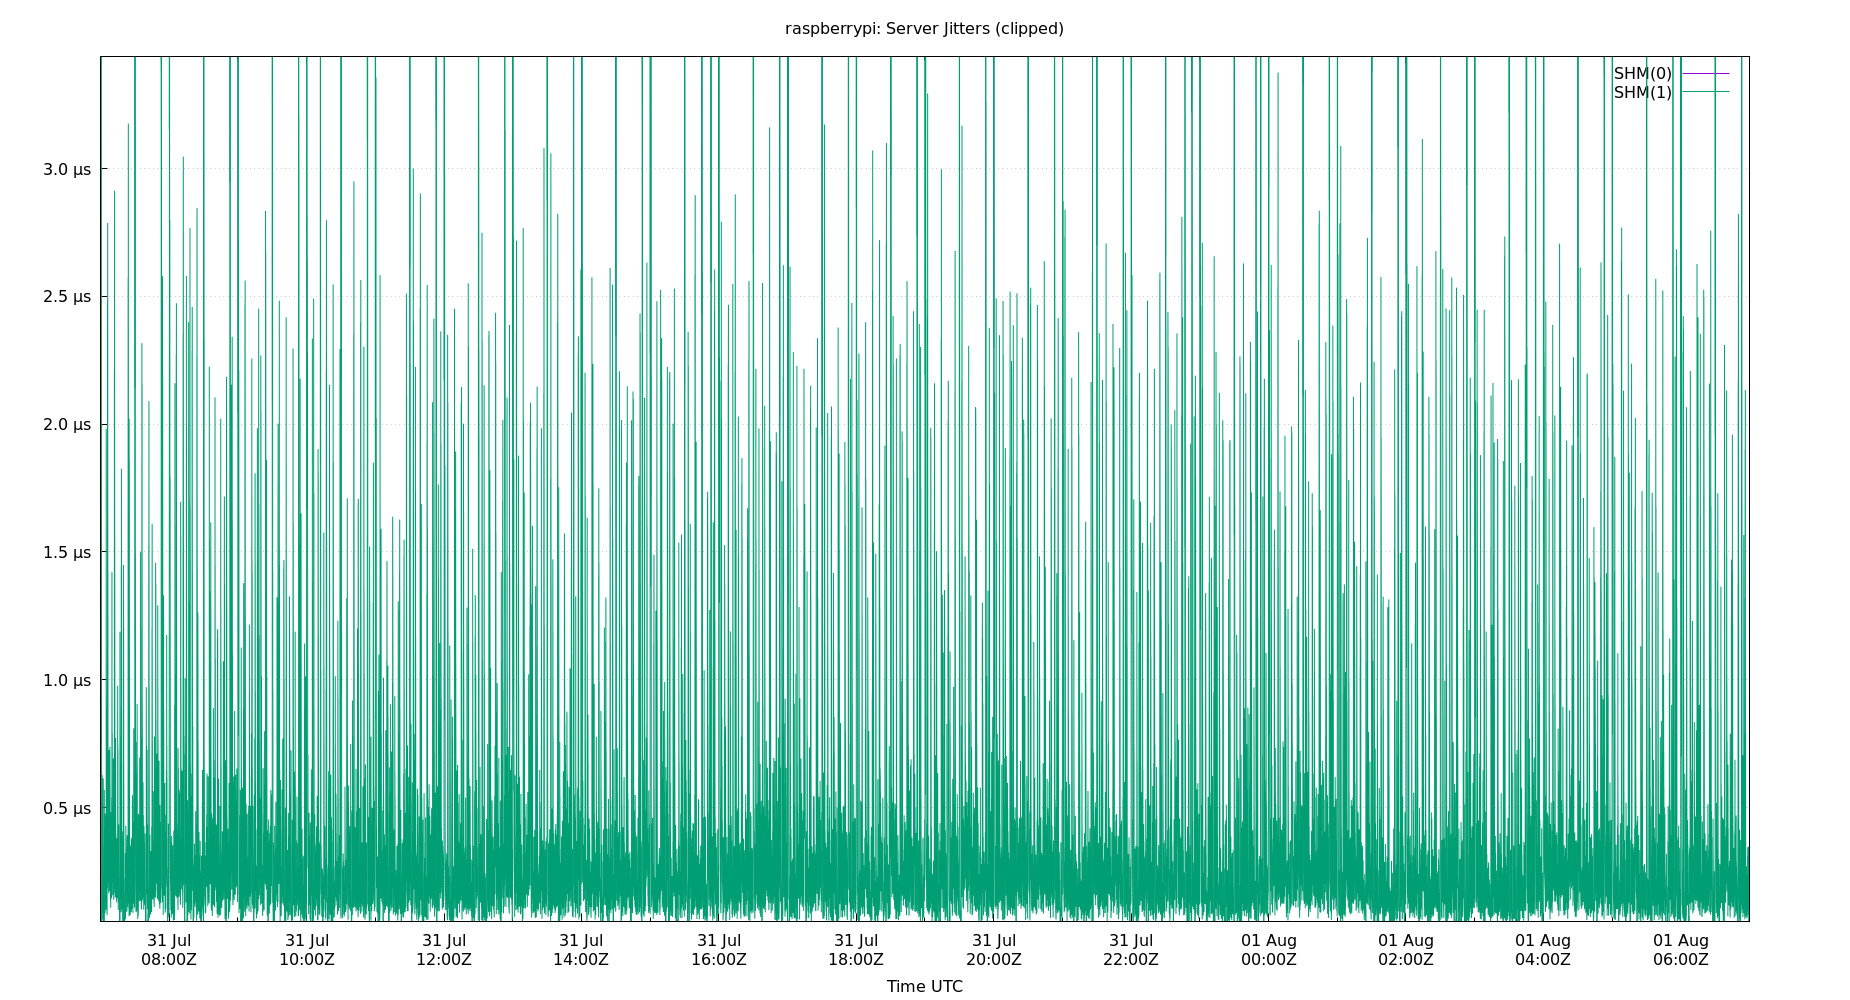 raspberrypi: Server Jitters (clipped)
SHM(0)
SHM(1)
3.0 µs
2.5 µs
2.0 µs
1.5 µs
1.0 µs
0.5 µs
31 Jul 31 Jul 31 Jul 31 Jul 31 Jul 31 Jul 31 Jul 31 Jul 01 Aug 01 Aug 01 Aug 01 Aug
08:00Z 10:00Z 12:00Z 14:00Z 16:00Z 18:00Z 20:00Z 22:00Z 00:00Z 02:00Z 04:00Z 06:00Z
Time UTC